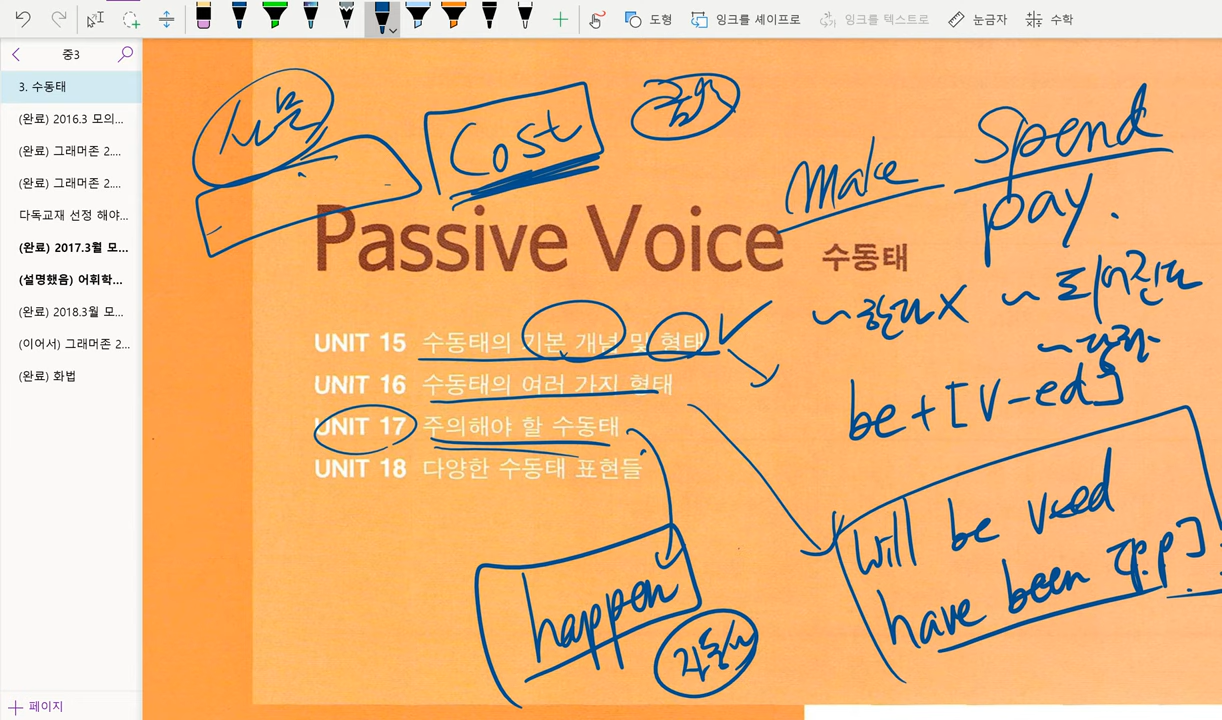 도형
잉크를 셰이프로
잉크를 텍스트로
눈금자
수학
중3
3. 수동태
(완료) 2016.3 모의...
(완료) 그래머존 2....
(완료) 그래머존 2....
다독교재 선정 해야...
(완료) 2017.3월 모...
(설명했음) 어휘학...
(완료) 2018.3월 모...
(이어서) 그래머존 2...
(완료) 화법
페이지
사물
Cost
make
spend
pay.
Passive Voice 수동태
~한다X ~되어진다
be+[V-ed]
UNIT 15 수동태의 기본 개념 및 형태
UNIT 16 수동태의 여러 가지 형태
UNIT 17 주의해야 할 수동태
UNIT 18 다양한 수동태 표현들
will be used
have been [p.p]
happen
자동사